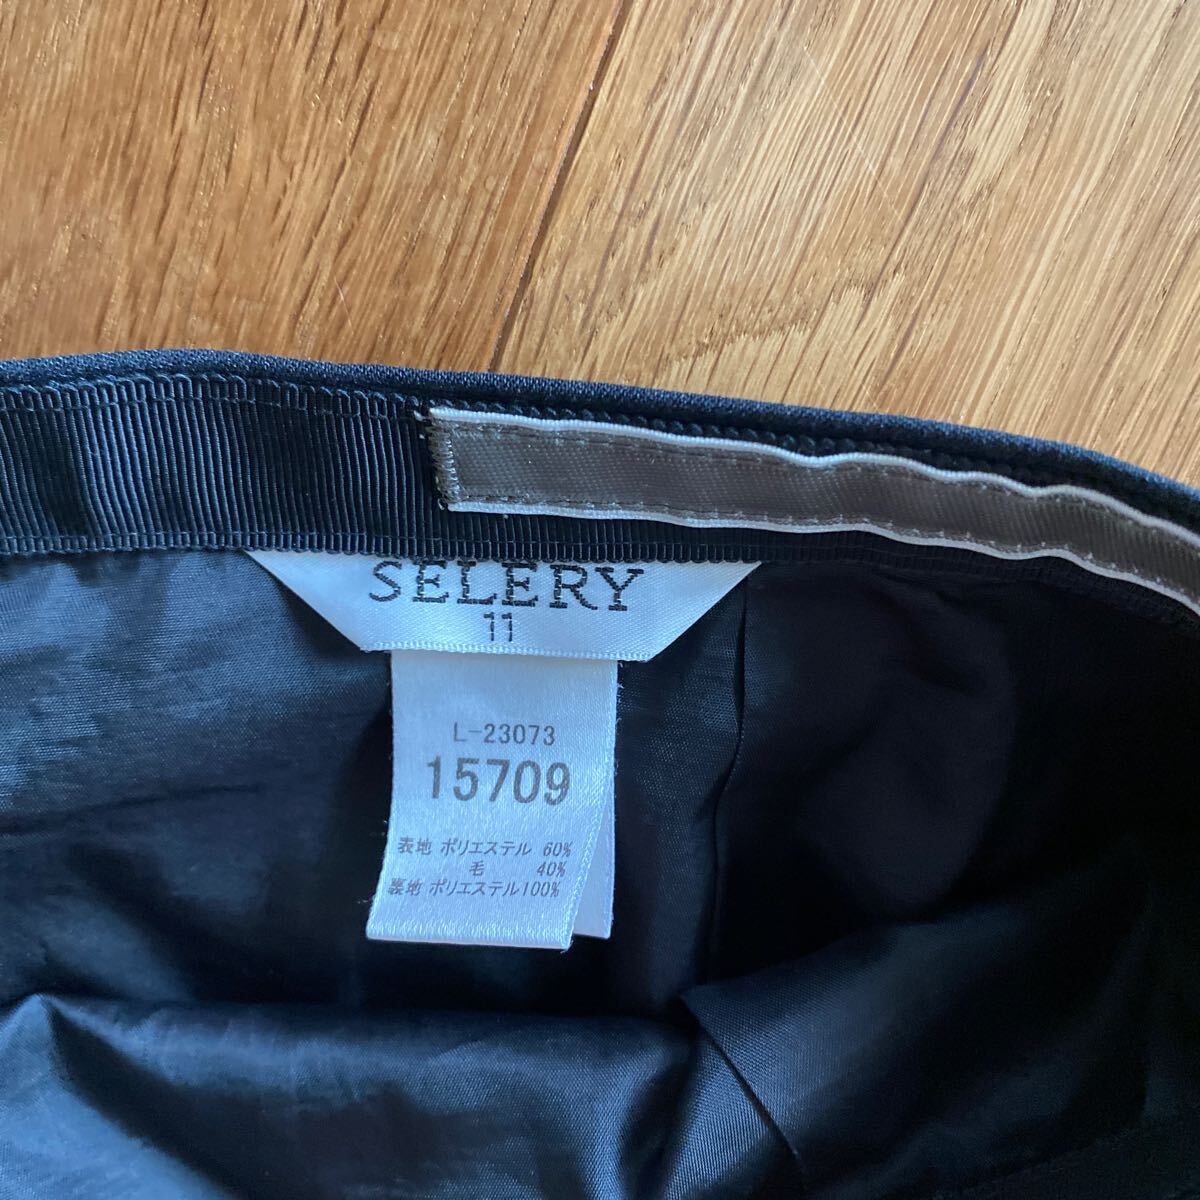 SELERY
11
L-23073
15709
表地 ポリエステル 60%
毛 40%
裏地 ポリエステル100%